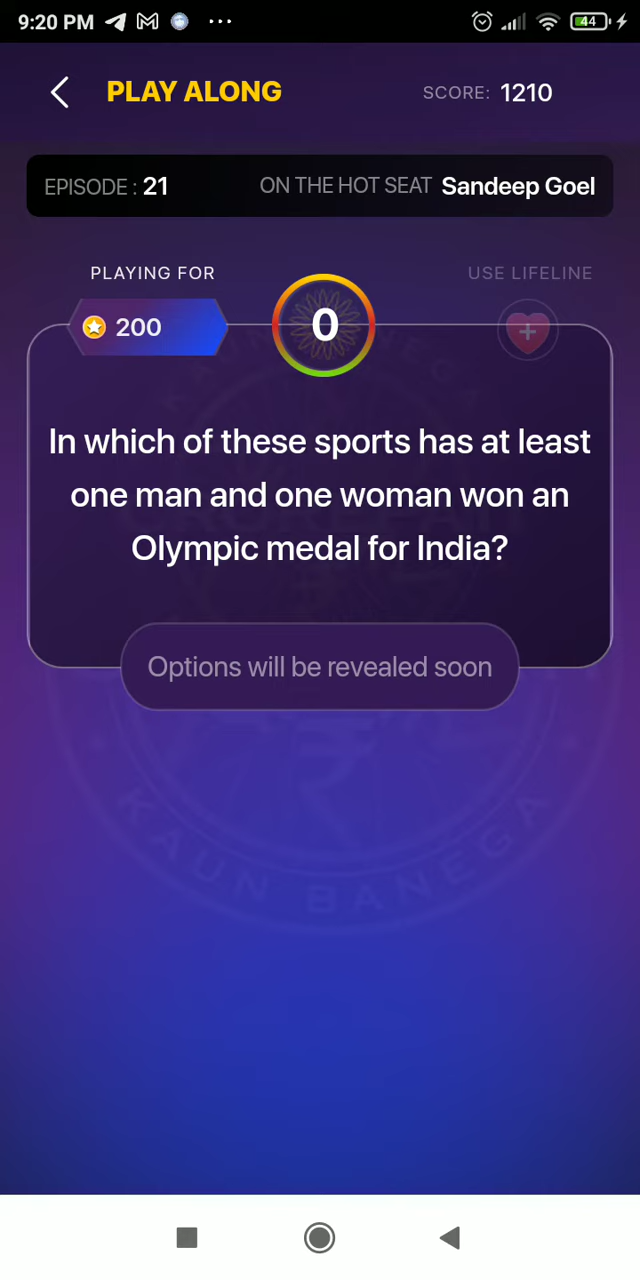 9:20 PM
44
PLAY ALONG
SCORE: 1210
EPISODE : 21
ON THE HOT SEAT Sandeep Goel
PLAYING FOR
USE LIFELINE
200
0
In which of these sports has at least
one man and one woman won an
Olympic medal for India?
Options will be revealed soon
KAUN BANEGA